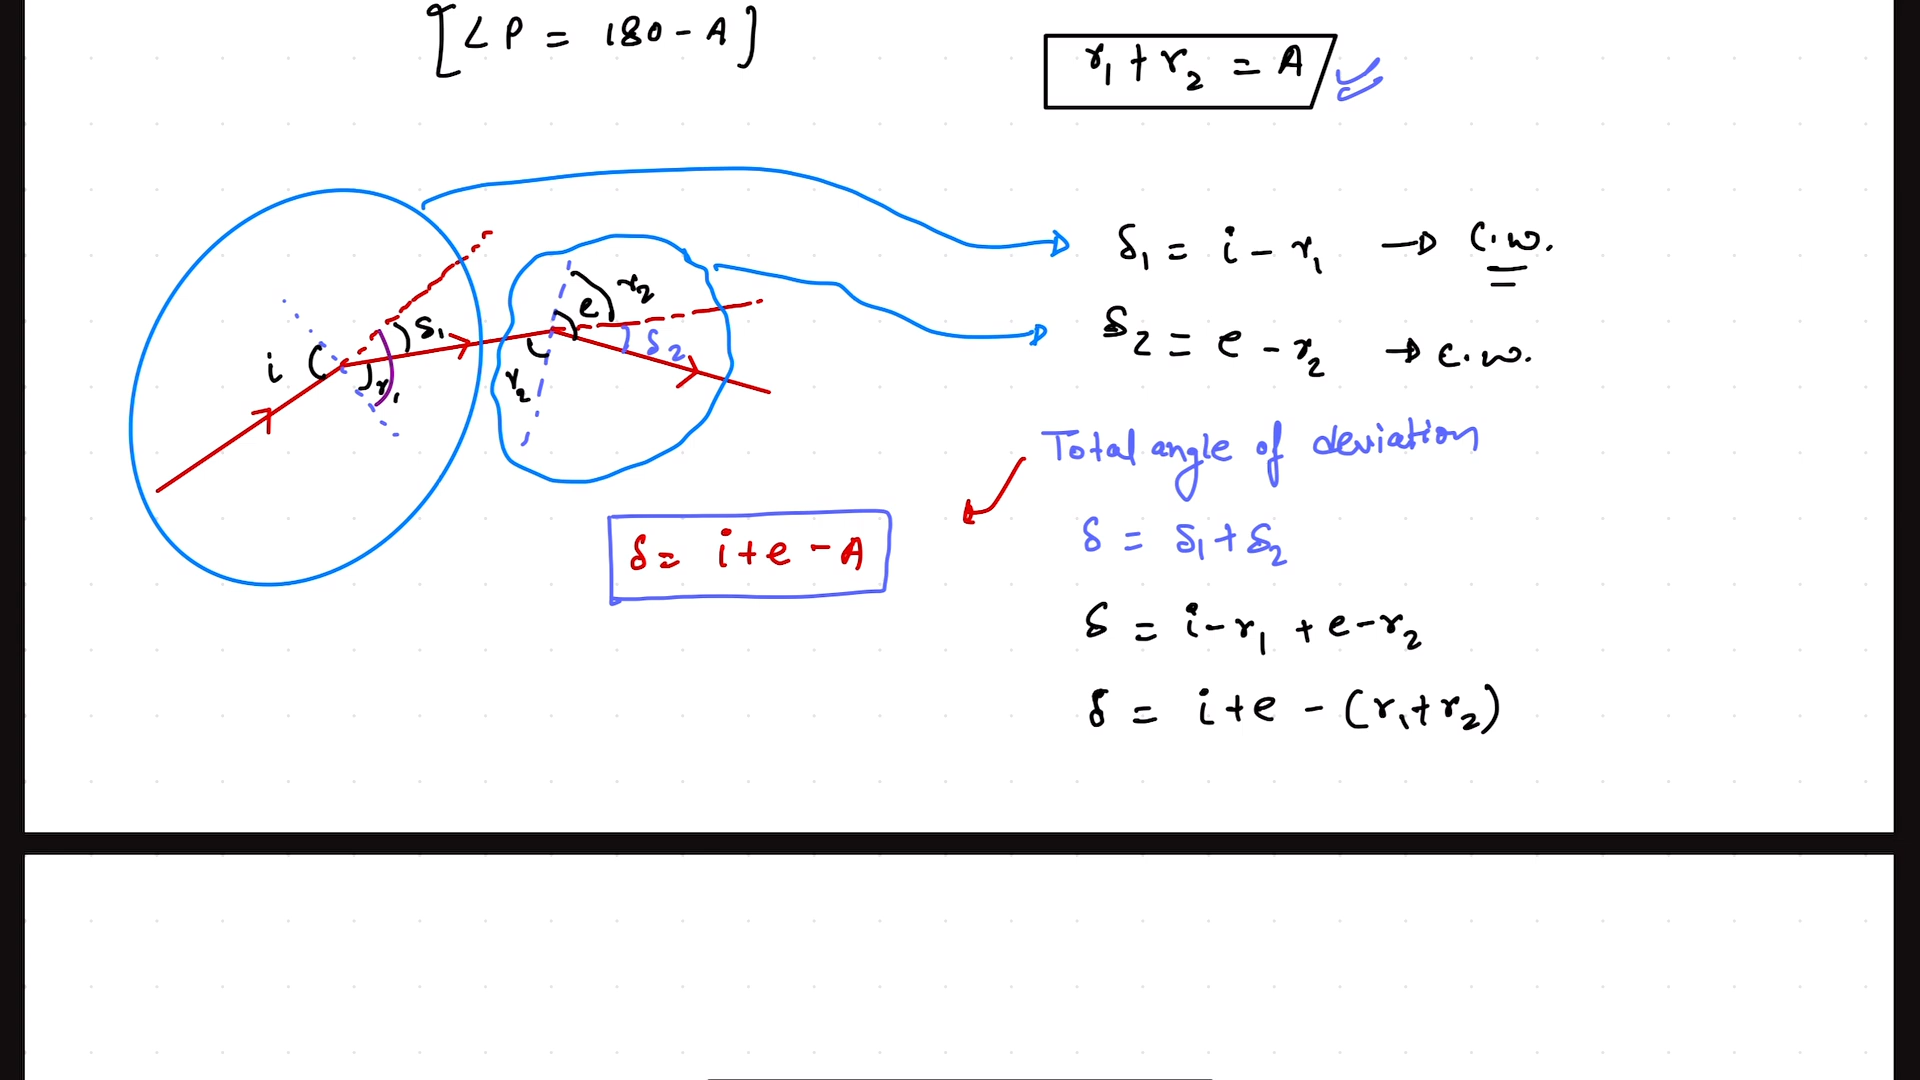 [∠P = 180 - A]
r₁ + r₂ = A
δ₁ = i - r₁ → C.W.
δ₂ = e - r₂ → C.W.
δ₁
i
r₁
r₂
e
δ₂
r₂
Total angle of deviation
δ = δ₁ + δ₂
δ = i + e - A
δ = i - r₁ + e - r₂
δ = i + e - (r₁ + r₂)